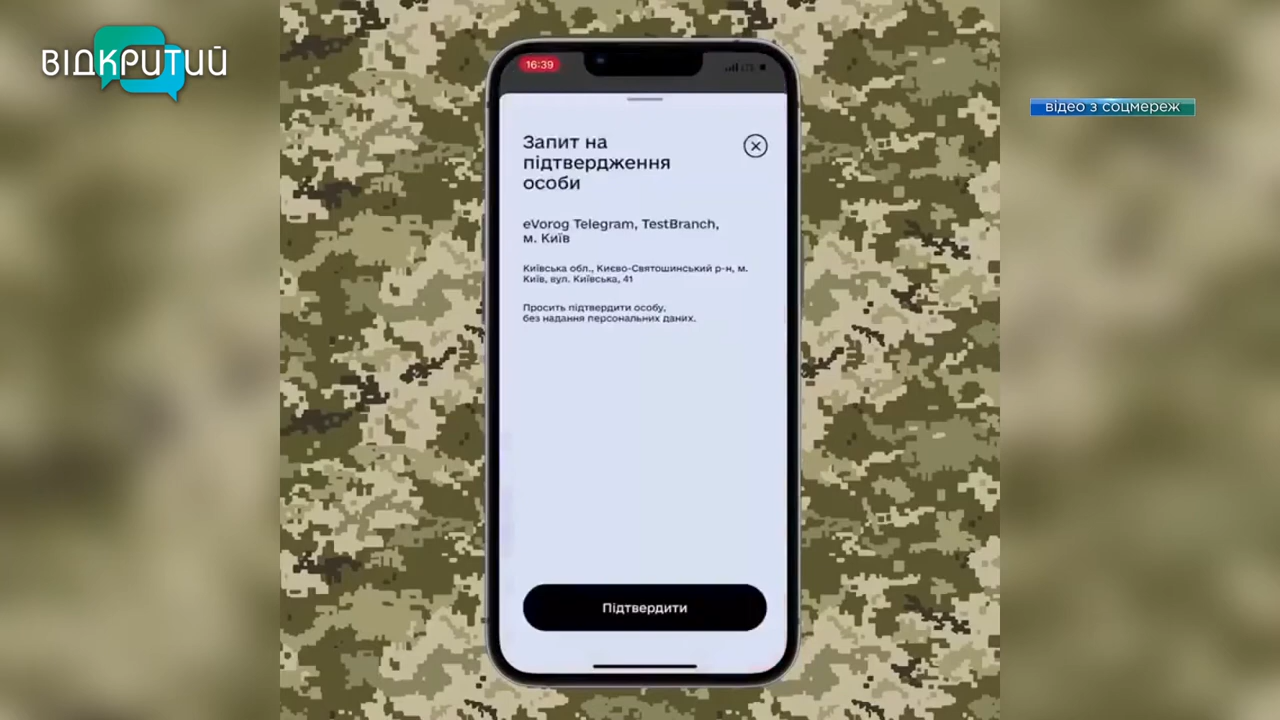 ВІДКРИТИЙ
відео з соцмереж
16:39
LTE
Запит на
підтвердження
особи
eVorog Telegram, TestBranch,
м. Київ
Київська обл., Києво-Святошинський р-н, м.
Київ, вул. Київська, 41
Просить підтвердити особу,
без надання персональних даних.
Підтвердити